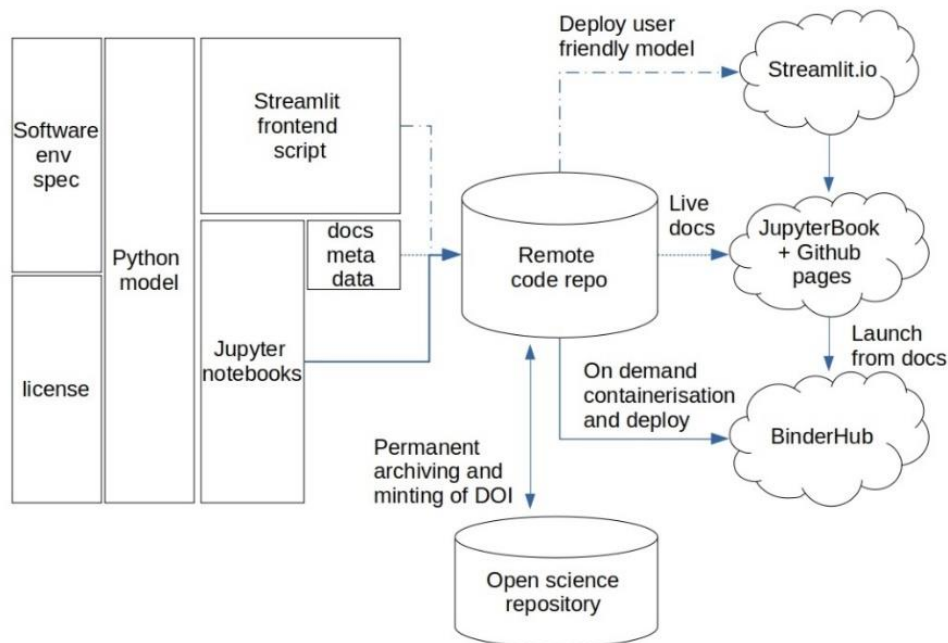 Software
env
spec
license
Python
model
Streamlit
frontend
script
docs
meta
data
Jupyter
notebooks
Remote
code repo
Deploy user
friendly model
Streamlit.io
Live
docs
JupyterBook
+ Github
pages
Launch
from docs
On demand
containerisation
and deploy
BinderHub
Permanent
archiving and
minting of DOI
Open science
repository